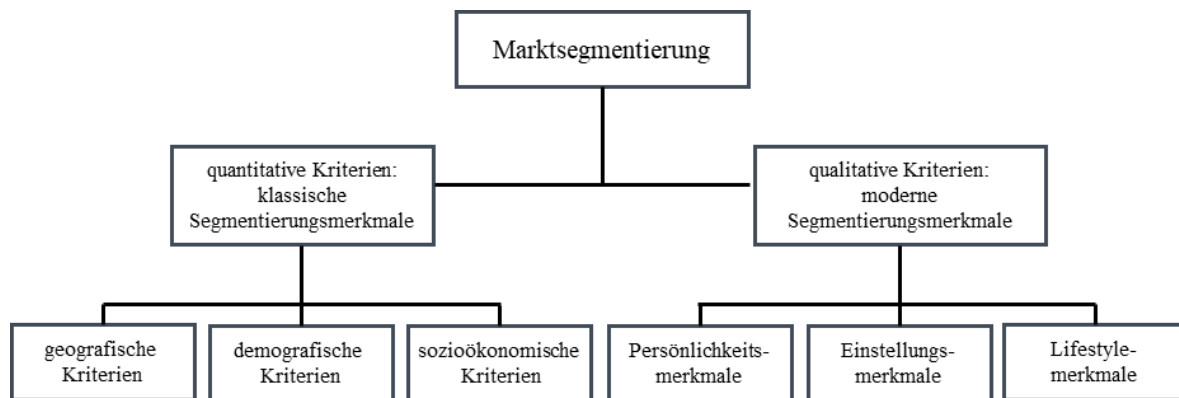 Marktsegmentierung
quantitative Kriterien:
klassische
Segmentierungsmerkmale
qualitative Kriterien:
moderne
Segmentierungsmerkmale
geografische
Kriterien
demografische
Kriterien
sozioökonomische
Kriterien
Persönlichkeits-
merkmale
Einstellungs-
merkmale
Lifestyle-
merkmale